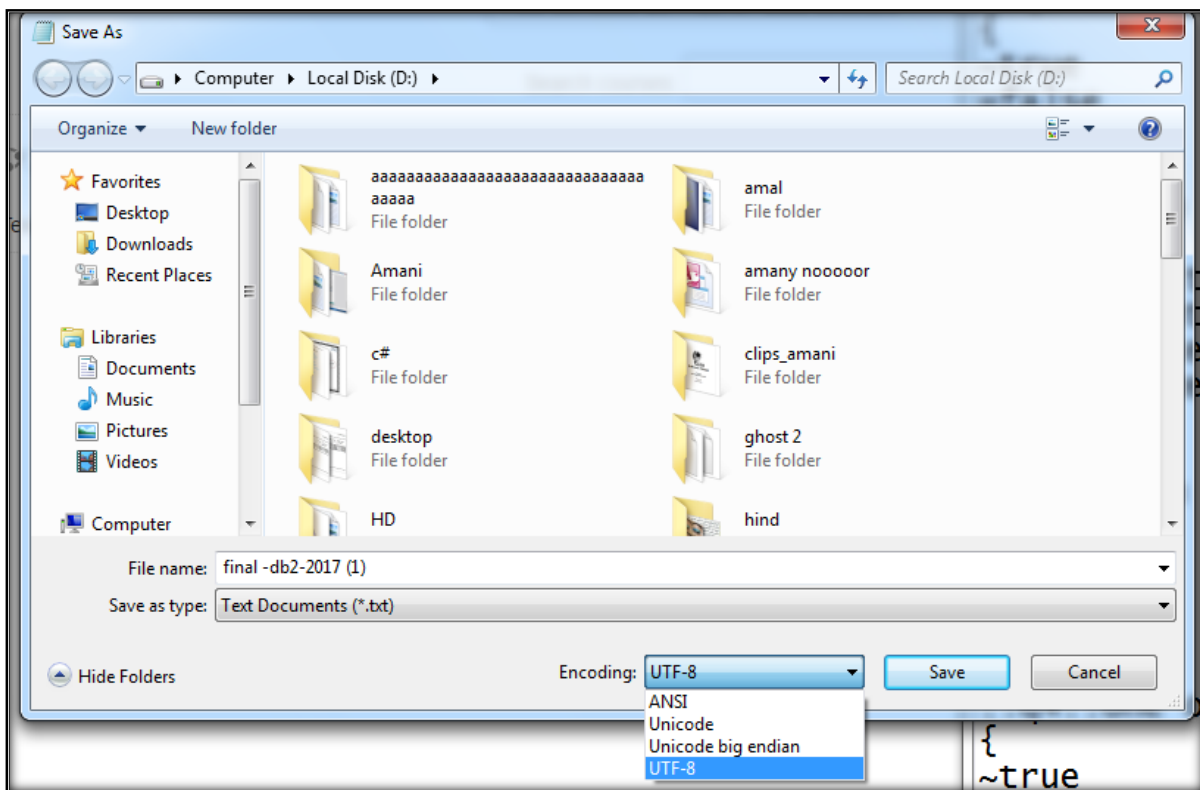 Save As
Computer ▸ Local Disk (D:) ▸
Search Local Disk (D:)
Organize
New folder
Favorites
Desktop
Downloads
Recent Places
Libraries
Documents
Music
Pictures
Videos
Computer
aaaaaaaaaaaaaaaaaaaaaaaaaaaaaaa
aaaaa
File folder
amal
File folder
Amani
File folder
amany nooooor
File folder
c#
File folder
clips_amani
File folder
desktop
File folder
ghost 2
File folder
HD
hind
File name: final -db2-2017 (1)
Save as type: Text Documents (*.txt)
Hide Folders
Encoding: UTF-8
Save
Cancel
ANSI
Unicode
Unicode big endian
UTF-8
{
~true